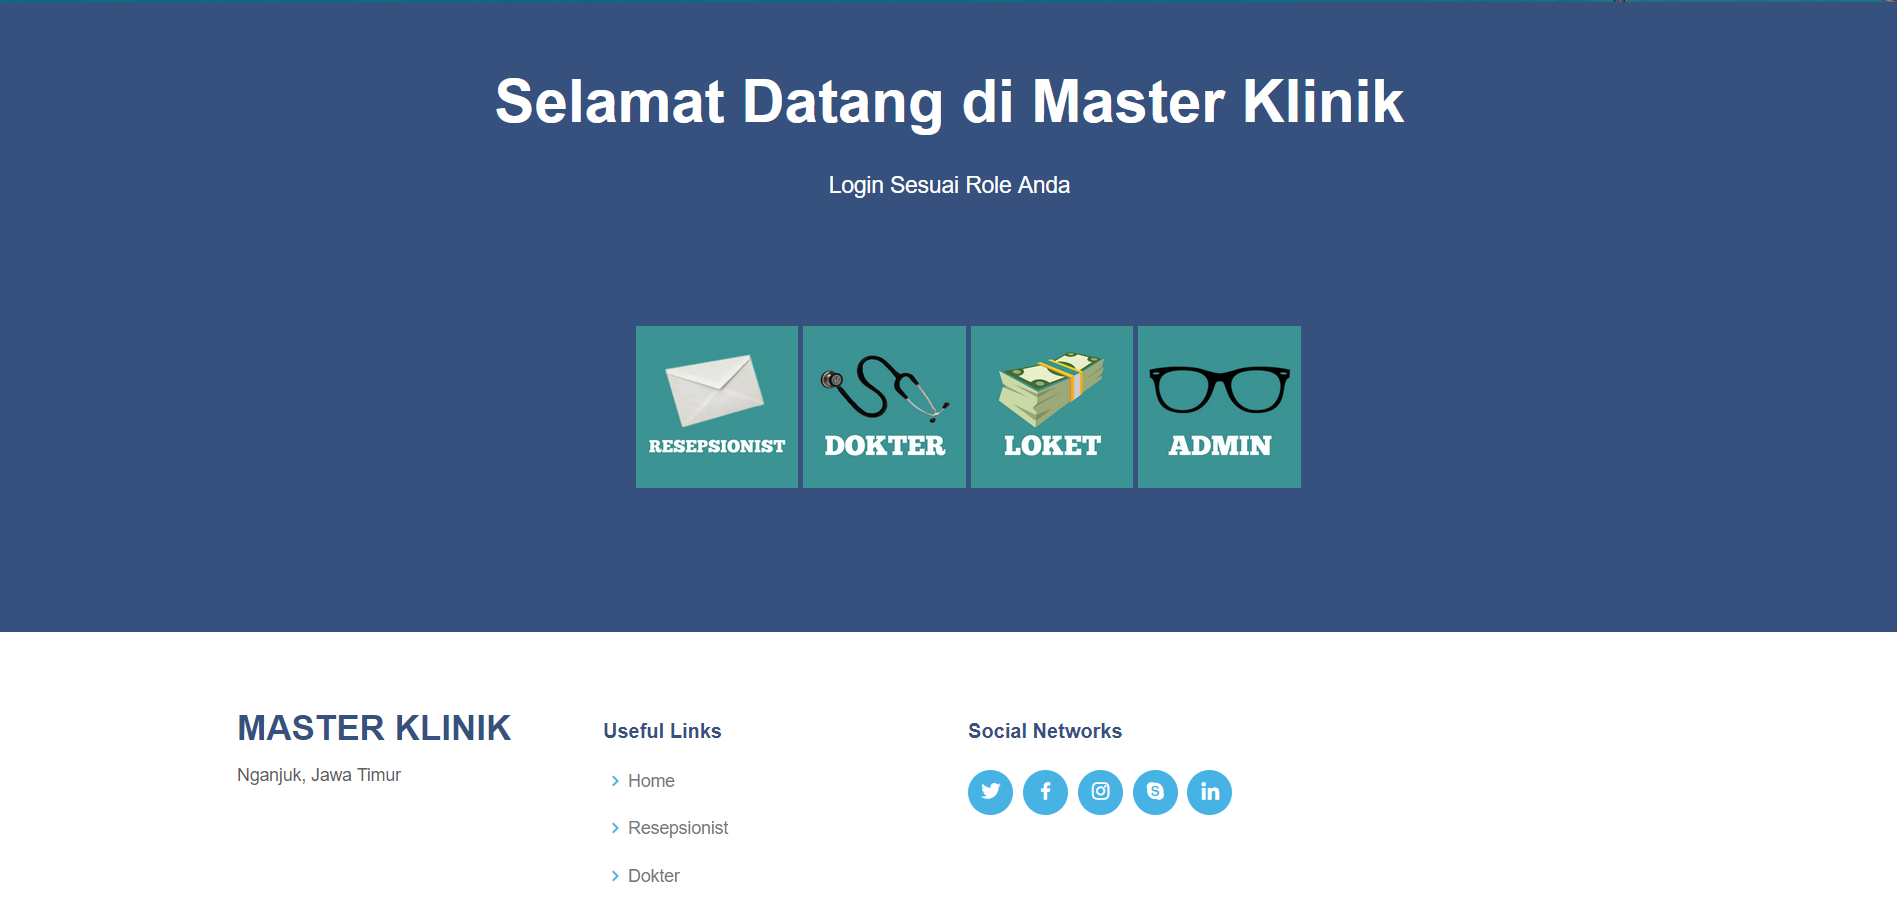 Selamat Datang di Master Klinik
Login Sesuai Role Anda
RESEPSIONIST
DOKTER
LOKET
ADMIN
MASTER KLINIK
Nganjuk, Jawa Timur
Useful Links
Home
Resepsionist
Dokter
Social Networks